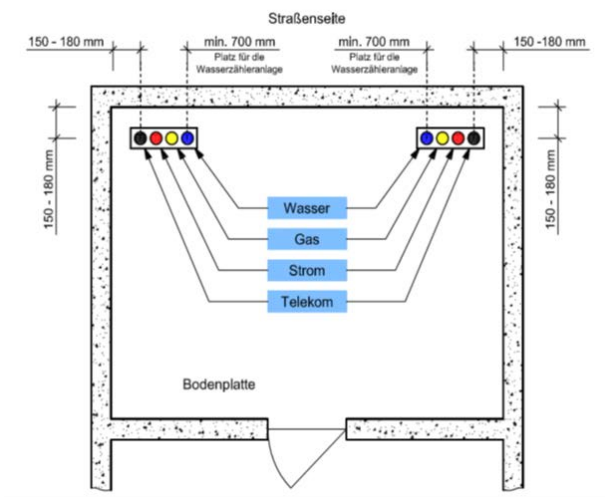 Straßenseite
150 - 180 mm
min. 700 mm
Platz für die
Wasserzähleranlage
min. 700 mm
Platz für die
Wasserzähleranlage
150 -180 mm
150 - 180 mm
150 - 180 mm
Wasser
Gas
Strom
Telekom
Bodenplatte